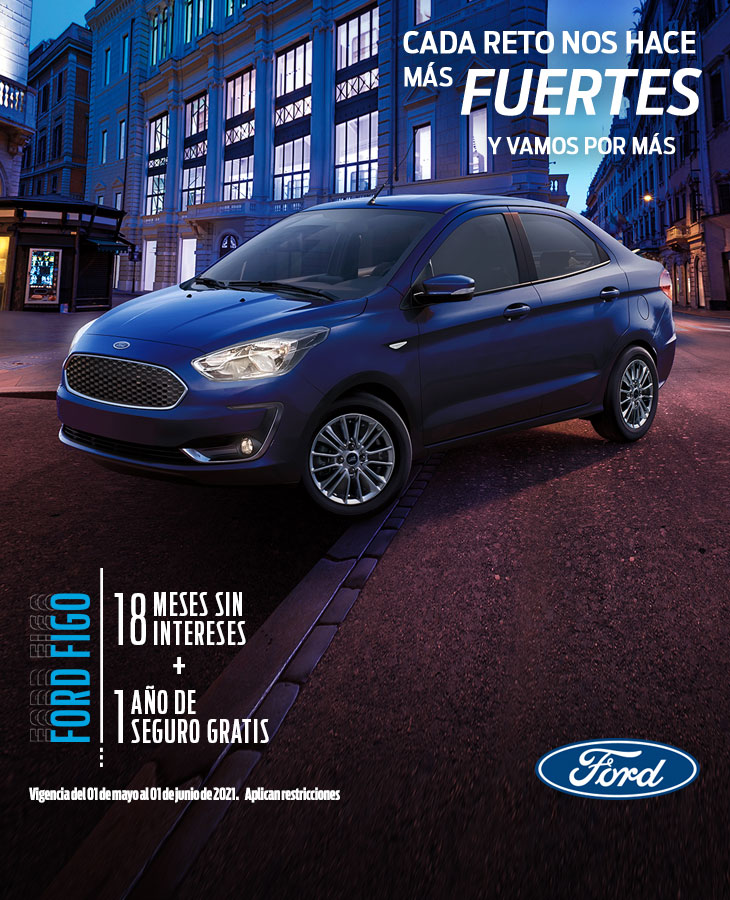 CADA RETO NOS HACE
MÁS FUERTES
Y VAMOS POR MÁS
FORD FIGO
18 MESES SIN
INTERESES
+
1 AÑO DE
SEGURO GRATIS
Ford
Vigencia del 01 de mayo al 01 de junio de 2021. Aplican restricciones